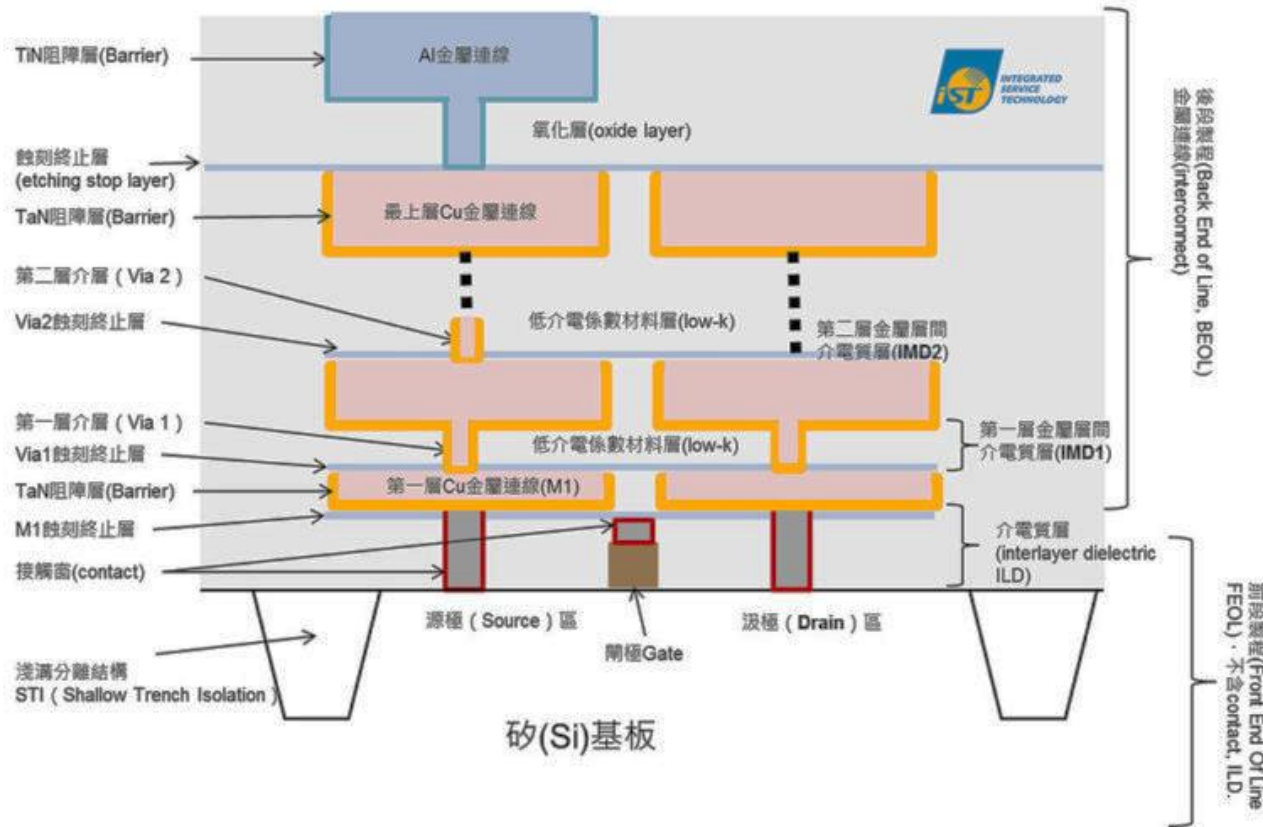 TiN阻障層(Barrier)
Al金屬連線
iST
INTEGRATED
SERVICE
TECHNOLOGY
氧化層(oxide layer)
蝕刻終止層
(etching stop layer)
TaN阻障層(Barrier)
最上層Cu金屬連線
後段製程(Back End of Line, BEOL)
金屬連線(interconnect)
第二層介層（Via 2）
Via2蝕刻終止層
低介電係數材料層(low-k)
第二層金屬層間
介電質層(IMD2)
第一層介層（Via 1）
Via1蝕刻終止層
低介電係數材料層(low-k)
第一層金屬層間
介電質層(IMD1)
TaN阻障層(Barrier)
第一層Cu金屬連線(M1)
M1蝕刻終止層
接觸窗(contact)
介電質層
(interlayer dielectric
ILD)
源極（Source）區
汲極（Drain）區
閘極Gate
淺溝分離結構
STI（Shallow Trench Isolation）
矽(Si)基板
前段製程(Front End Of Line
FEOL)，不含contact, ILD.